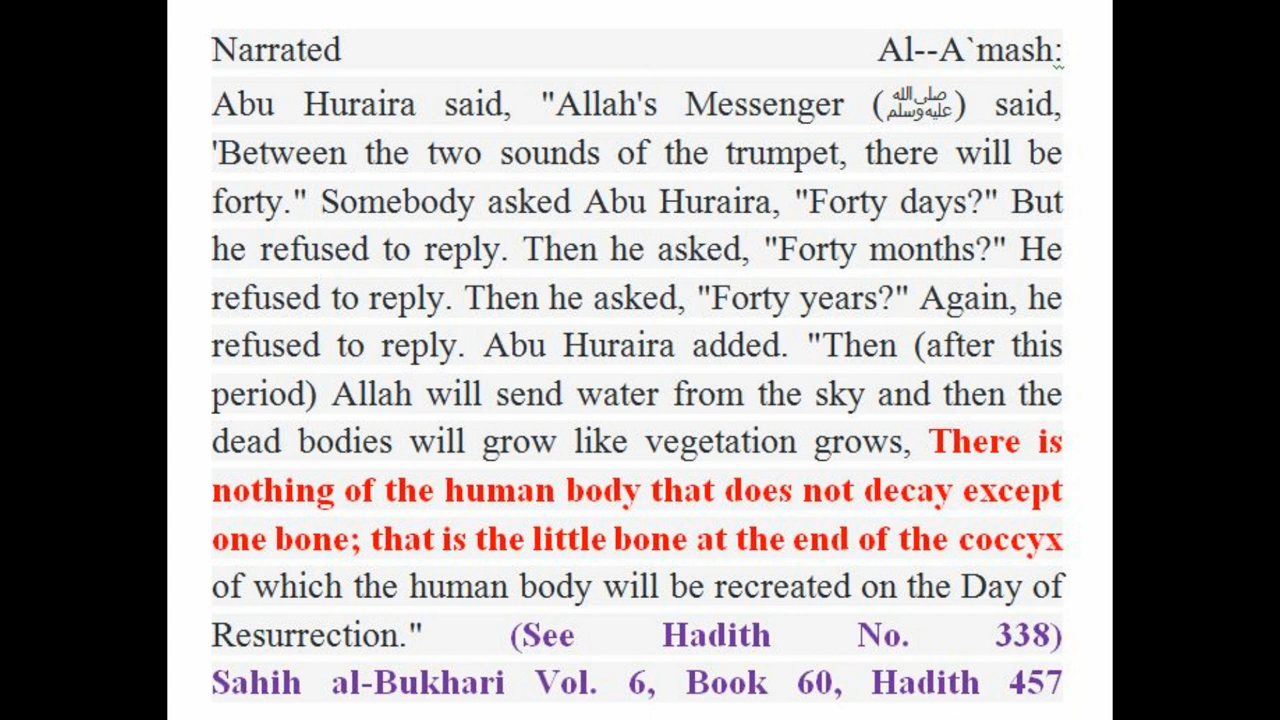 Narrated Al--A`mash:
Abu Huraira said, "Allah's Messenger (ﷺ) said,
'Between the two sounds of the trumpet, there will be
forty." Somebody asked Abu Huraira, "Forty days?" But
he refused to reply. Then he asked, "Forty months?" He
refused to reply. Then he asked, "Forty years?" Again, he
refused to reply. Abu Huraira added. "Then (after this
period) Allah will send water from the sky and then the
dead bodies will grow like vegetation grows, There is
nothing of the human body that does not decay except
one bone; that is the little bone at the end of the coccyx
of which the human body will be recreated on the Day of
Resurrection." (See Hadith No. 338)
Sahih al-Bukhari Vol. 6, Book 60, Hadith 457